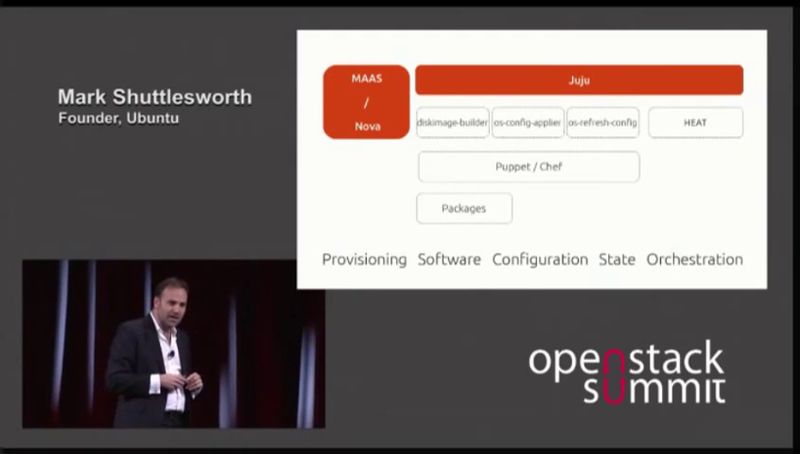 Mark Shuttlesworth
Founder, Ubuntu
MAAS
/
Nova
Juju
diskimage-builder
os-config-applier
os-refresh-config
HEAT
Puppet / Chef
Packages
Provisioning Software Configuration State Orchestration
openstack
summit